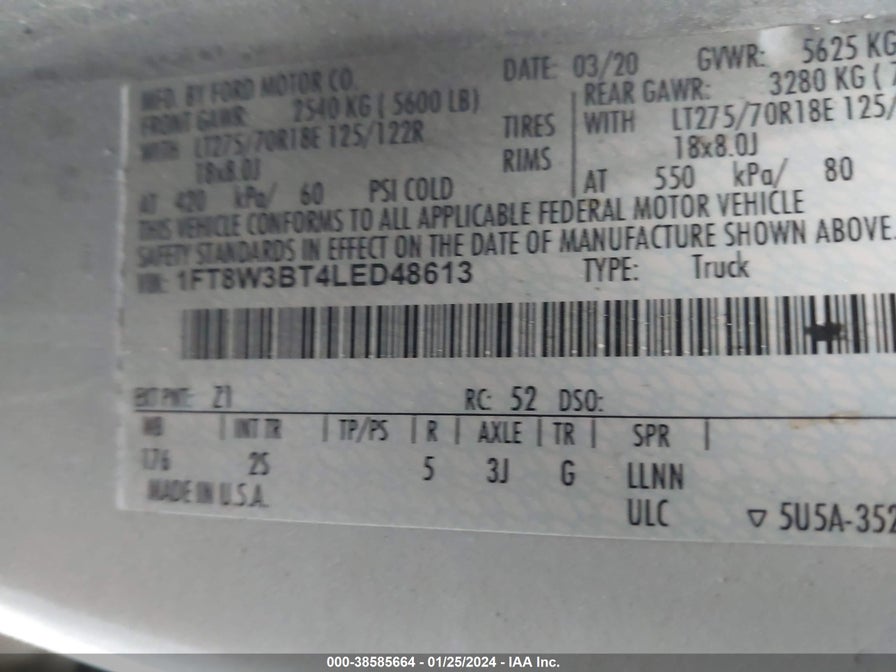 MFD. BY FORD MOTOR CO. DATE: 03/20 GVWR: 5625 KG
FRONT GAWR: 2540 KG ( 5600 LB) REAR GAWR: 3280 KG (
WITH LT275/70R18E 125/122R TIRES WITH LT275/70R18E 125/
18x8.0J RIMS 18x8.0J
AT 420 kPa/ 60 PSI COLD AT 550 kPa/ 80
THIS VEHICLE CONFORMS TO ALL APPLICABLE FEDERAL MOTOR VEHICLE
SAFETY STANDARDS IN EFFECT ON THE DATE OF MANUFACTURE SHOWN ABOVE.
VIN: 1FT8W3BT4LED48613 TYPE: Truck
EXT PNT: Z1 RC: 52 DSO:
WB INT TR TP/PS R AXLE TR SPR
176 2S 5 3J G LLNN
MADE IN U.S.A. ULC ▽ 5U5A-352
000-38585664 - 01/25/2024 - IAA Inc.